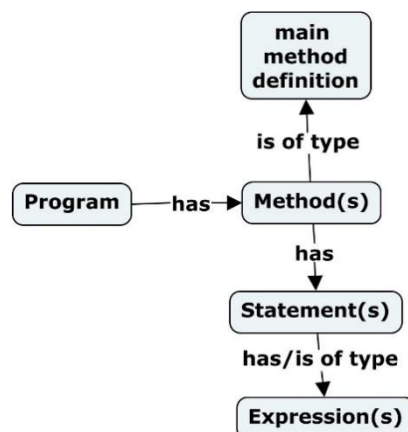 main
method
definition
is of type
Program
has
Method(s)
has
Statement(s)
has/is of type
Expression(s)